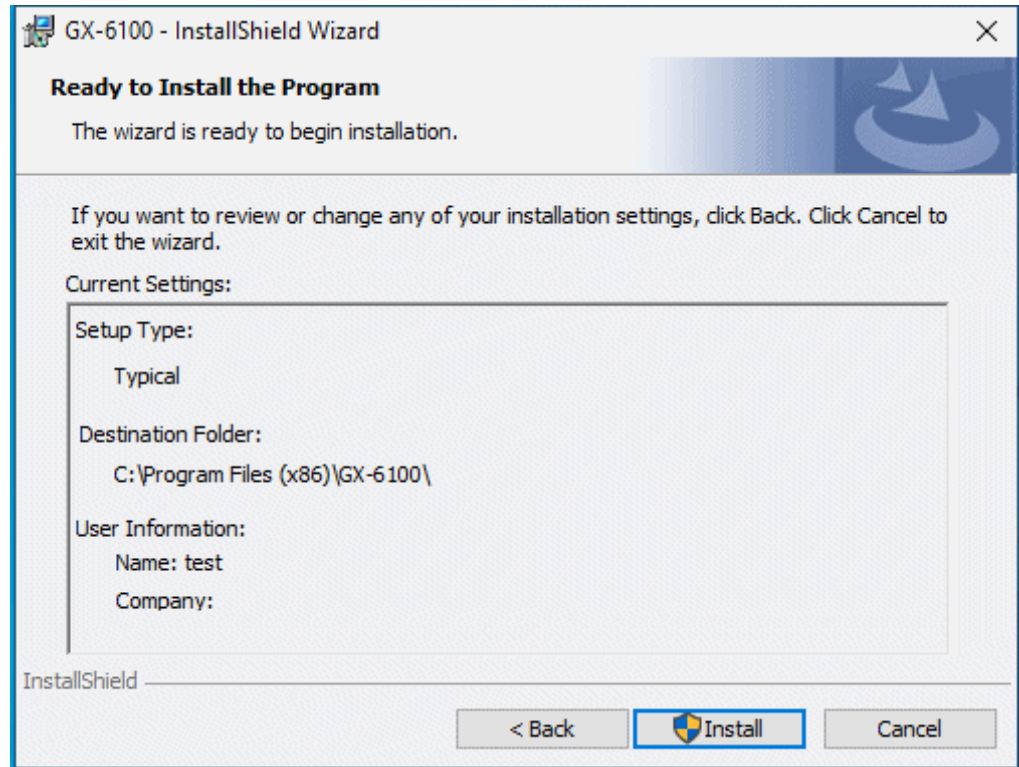 GX-6100 - InstallShield Wizard
Ready to Install the Program
The wizard is ready to begin installation.
If you want to review or change any of your installation settings, click Back. Click Cancel to
exit the wizard.
Current Settings:
Setup Type:
Typical
Destination Folder:
C:\Program Files (x86)\GX-6100\
User Information:
Name: test
Company:
InstallShield
< Back
Install
Cancel